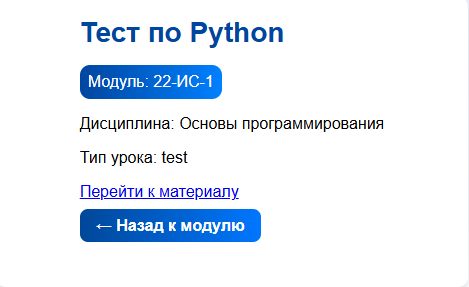 Тест по Python
Модуль: 22-ИС-1
Дисциплина: Основы программирования
Тип урока: test
Перейти к материалу
← Назад к модулю